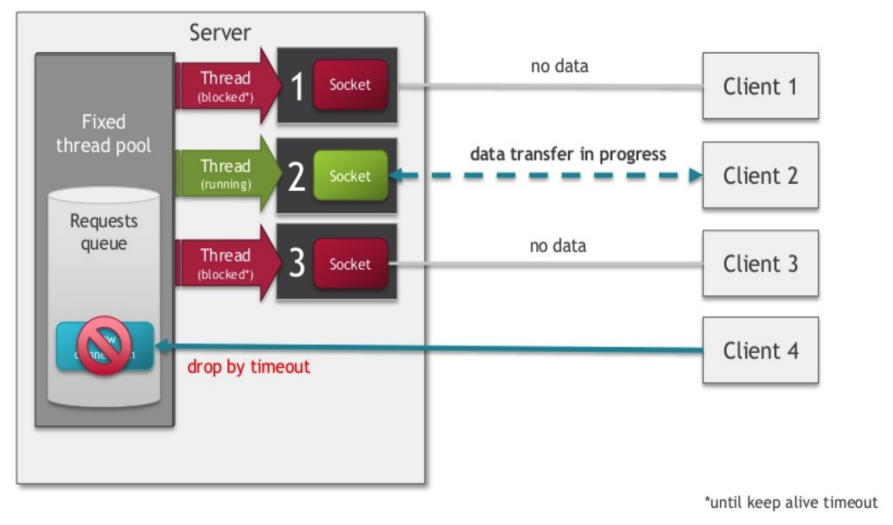 Server
Thread
(blocked*)
1
Socket
no data
Client 1
Fixed
thread pool
Thread
(running)
2
Socket
data transfer in progress
Client 2
Requests
queue
Thread
(blocked*)
3
Socket
no data
Client 3
drop by timeout
Client 4
*until keep alive timeout